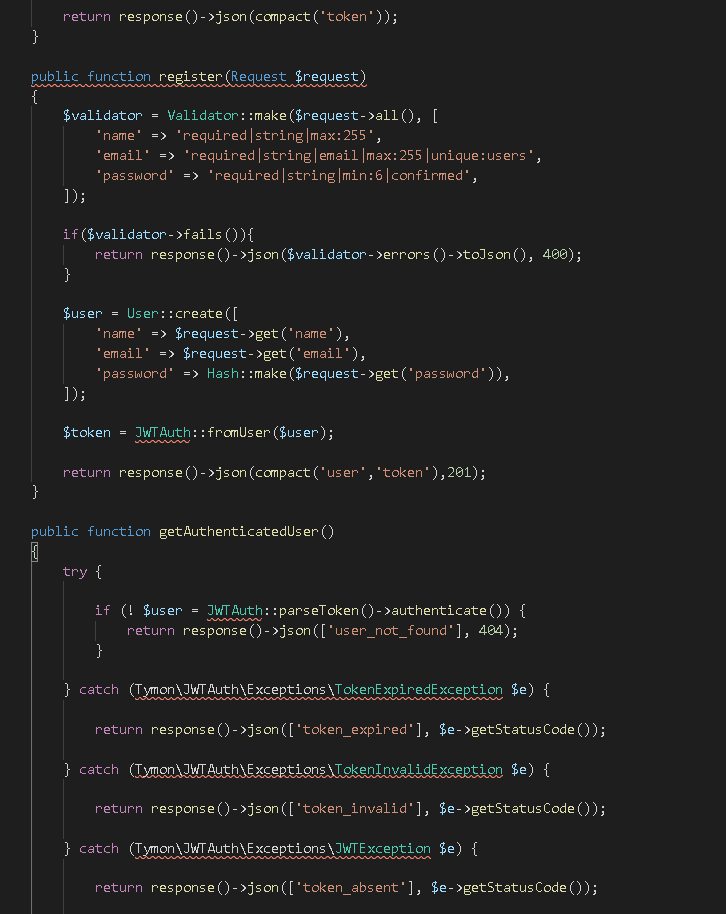 return response()->json(compact('token'));
}
public function register(Request $request)
{
$validator = Validator::make($request->all(), [
'name' => 'required|string|max:255',
'email' => 'required|string|email|max:255|unique:users',
'password' => 'required|string|min:6|confirmed',
]);
if($validator->fails()){
return response()->json($validator->errors()->toJson(), 400);
}
$user = User::create([
'name' => $request->get('name'),
'email' => $request->get('email'),
'password' => Hash::make($request->get('password')),
]);
$token = JWTAuth::fromUser($user);
return response()->json(compact('user','token'),201);
}
public function getAuthenticatedUser()
{
try {
if (! $user = JWTAuth::parseToken()->authenticate()) {
return response()->json(['user_not_found'], 404);
}
} catch (Tymon\JWTAuth\Exceptions\TokenExpiredException $e) {
return response()->json(['token_expired'], $e->getStatusCode());
} catch (Tymon\JWTAuth\Exceptions\TokenInvalidException $e) {
return response()->json(['token_invalid'], $e->getStatusCode());
} catch (Tymon\JWTAuth\Exceptions\JWTException $e) {
return response()->json(['token_absent'], $e->getStatusCode());